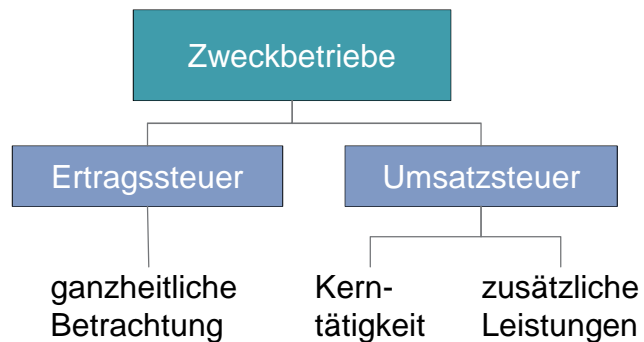 Zweckbetriebe
Ertragssteuer
Umsatzsteuer
ganzheitliche
Betrachtung
Kern-
tätigkeit
zusätzliche
Leistungen